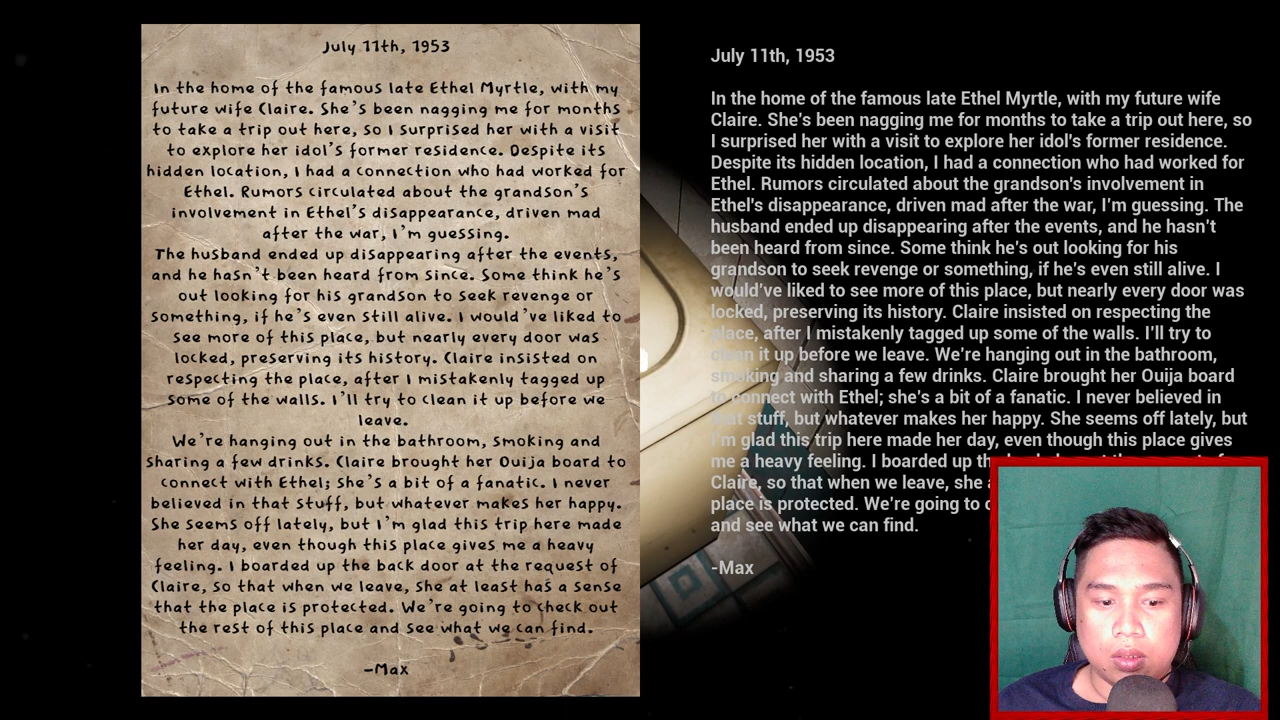 July 11th, 1953
In the home of the famous late Ethel Myrtle, with my
future wife Claire. She's been nagging me for months
to take a trip out here, so I surprised her with a visit
to explore her idol's former residence. Despite its
hidden location, I had a connection who had worked for
Ethel. Rumors circulated about the grandson's
involvement in Ethel's disappearance, driven mad
after the war, I'm guessing.
The husband ended up disappearing after the events,
and he hasn't been heard from since. Some think he's
out looking for his grandson to seek revenge or
something, if he's even still alive. I would've liked to
see more of this place, but nearly every door was
locked, preserving its history. Claire insisted on
respecting the place, after I mistakenly tagged up
some of the walls. I'll try to clean it up before we
leave.
We're hanging out in the bathroom, smoking and
sharing a few drinks. Claire brought her Ouija board to
connect with Ethel; she's a bit of a fanatic. I never
believed in that stuff, but whatever makes her happy.
She seems off lately, but I'm glad this trip here made
her day, even though this place gives me a heavy
feeling. I boarded up the back door at the request of
Claire, so that when we leave, she at least has a sense
that the place is protected. We're going to check out
the rest of this place and see what we can find.
-Max
July 11th, 1953
In the home of the famous late Ethel Myrtle, with my future wife
Claire. She's been nagging me for months to take a trip out here, so
I surprised her with a visit to explore her idol's former residence.
Despite its hidden location, I had a connection who had worked for
Ethel. Rumors circulated about the grandson's involvement in
Ethel's disappearance, driven mad after the war, I'm guessing. The
husband ended up disappearing after the events, and he hasn't
been heard from since. Some think he's out looking for his
grandson to seek revenge or something, if he's even still alive. I
would've liked to see more of this place, but nearly every door was
locked, preserving its history. Claire insisted on respecting the
place, after I mistakenly tagged up some of the walls. I'll try to
clean it up before we leave. We're hanging out in the bathroom,
smoking and sharing a few drinks. Claire brought her Ouija board
to connect with Ethel; she's a bit of a fanatic. I never believed in
that stuff, but whatever makes her happy. She seems off lately, but
I'm glad this trip here made her day, even though this place gives
me a heavy feeling. I boarded up the
Claire, so that when we leave, she
place is protected. We're going to
and see what we can find.
-Max